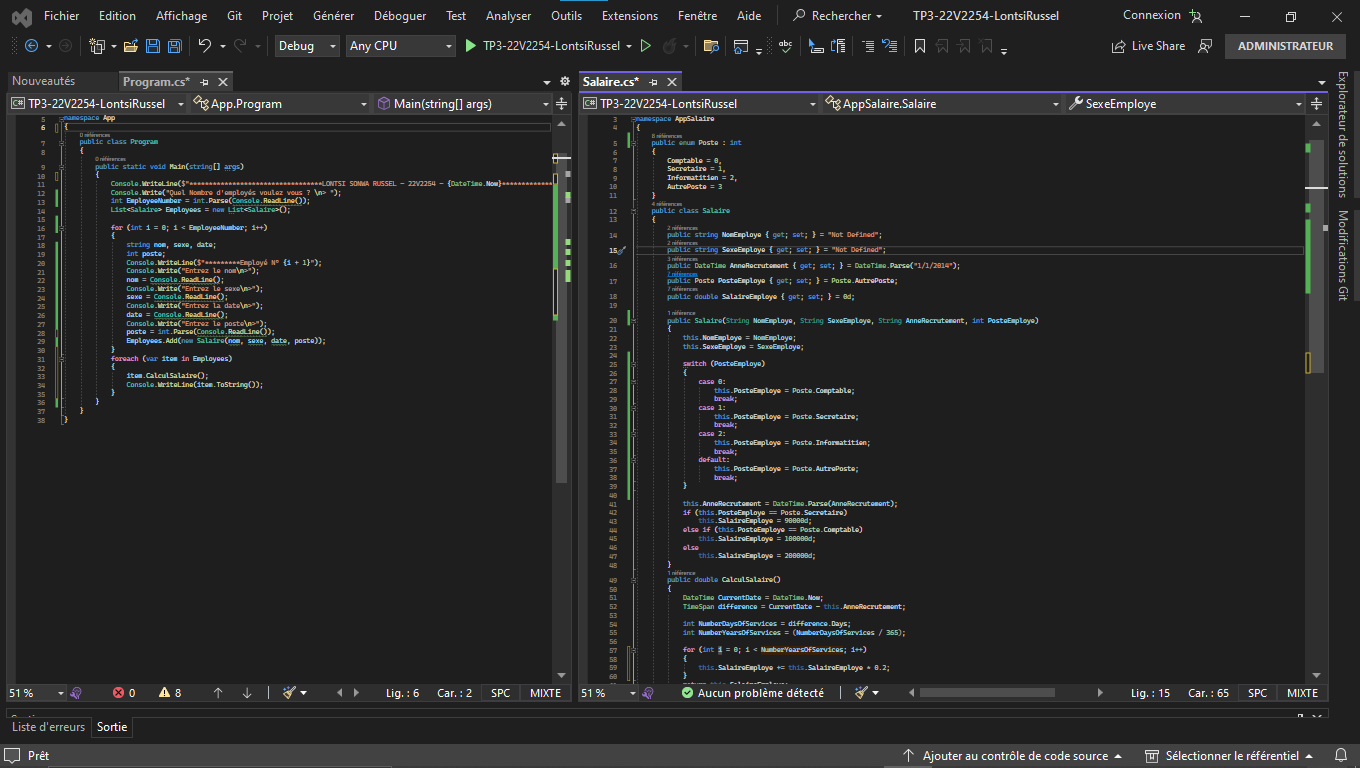 Fichier Edition Affichage Git Projet Générer Déboguer Test Analyser Outils Extensions Fenêtre Aide Rechercher TP3-22V2254-LontsiRussel Connexion
Debug Any CPU TP3-22V2254-LontsiRussel Live Share ADMINISTRATEUR
Nouveautés Program.cs*
TP3-22V2254-LontsiRussel App.Program Main(string[] args)
5 namespace App
6 {
0 références
7 public class Program
8 {
0 références
9 public static void Main(string[] args)
10 {
11 Console.WriteLine($"**********************************LONTSI SONWA RUSSEL - 22V2254 - {DateTime.Now}*************
12 Console.Write("Quel Nombre d'employés voulez vous ? \n> ");
13 int EmployeeNumber = int.Parse(Console.ReadLine());
14 List<Salaire> Employees = new List<Salaire>();
15
16 for (int i = 0; i < EmployeeNumber; i++)
17 {
18 string nom, sexe, date;
19 int poste;
20 Console.WriteLine($"*********Employé N° {i + 1}");
21 Console.Write("Entrez le nom\n>");
22 nom = Console.ReadLine();
23 Console.Write("Entrez le sexe\n>");
24 sexe = Console.ReadLine();
25 Console.Write("Entrez la date\n>");
26 date = Console.ReadLine();
27 Console.Write("Entrez le poste\n>");
28 poste = int.Parse(Console.ReadLine());
29 Employees.Add(new Salaire(nom, sexe, date, poste));
30 }
31 foreach (var item in Employees)
32 {
33 item.CalculSalaire();
34 Console.WriteLine(item.ToString());
35 }
36 }
37 }
38 }
51 % 0 8 Lig. : 6 Car. : 2 SPC MIXTE
Salaire.cs*
TP3-22V2254-LontsiRussel AppSalaire.Salaire SexeEmploye
3 namespace AppSalaire
4 {
6 références
5 public enum Poste : int
6 {
7 Comptable = 0,
8 Secretaire = 1,
9 Informatitien = 2,
10 AutrePoste = 3
11 }
4 références
12 public class Salaire
13 {
2 références
14 public string NomEmploye { get; set; } = "Not Defined";
2 références
15 public string SexeEmploye { get; set; } = "Not Defined";
3 références
16 public DateTime AnneRecrutement { get; set; } = DateTime.Parse("1/1/2014");
7 références
17 public Poste PosteEmploye { get; set; } = Poste.AutrePoste;
7 références
18 public double SalaireEmploye { get; set; } = 0d;
19
1 référence
20 public Salaire(String NomEmploye, String SexeEmploye, String AnneRecrutement, int PosteEmploye)
21 {
22 this.NomEmploye = NomEmploye;
23 this.SexeEmploye = SexeEmploye;
24
25 switch (PosteEmploye)
26 {
27 case 0:
28 this.PosteEmploye = Poste.Comptable;
29 break;
30 case 1:
31 this.PosteEmploye = Poste.Secretaire;
32 break;
33 case 2:
34 this.PosteEmploye = Poste.Informatitien;
35 break;
36 default:
37 this.PosteEmploye = Poste.AutrePoste;
38 break;
39 }
40
41 this.AnneRecrutement = DateTime.Parse(AnneRecrutement);
42 if (this.PosteEmploye == Poste.Secretaire)
43 this.SalaireEmploye = 90000d;
44 else if (this.PosteEmploye == Poste.Comptable)
45 this.SalaireEmploye = 100000d;
46 else
47 this.SalaireEmploye = 200000d;
48 }
1 référence
49 public double CalculSalaire()
50 {
51 DateTime CurrentDate = DateTime.Now;
52 TimeSpan difference = CurrentDate - this.AnneRecrutement;
53
54 int NumberDaysOfServices = difference.Days;
55 int NumberYearsOfServices = (NumberDaysOfServices / 365);
56
57 for (int i = 0; i < NumberYearsOfServices; i++)
58 {
59 this.SalaireEmploye += this.SalaireEmploye * 0.2;
60 }
51 % Aucun problème détecté Lig. : 15 Car. : 65 SPC MIXTE
Explorateur de solutions
Modifications Git
Liste d'erreurs Sortie
Prêt Ajouter au contrôle de code source Sélectionner le référentiel